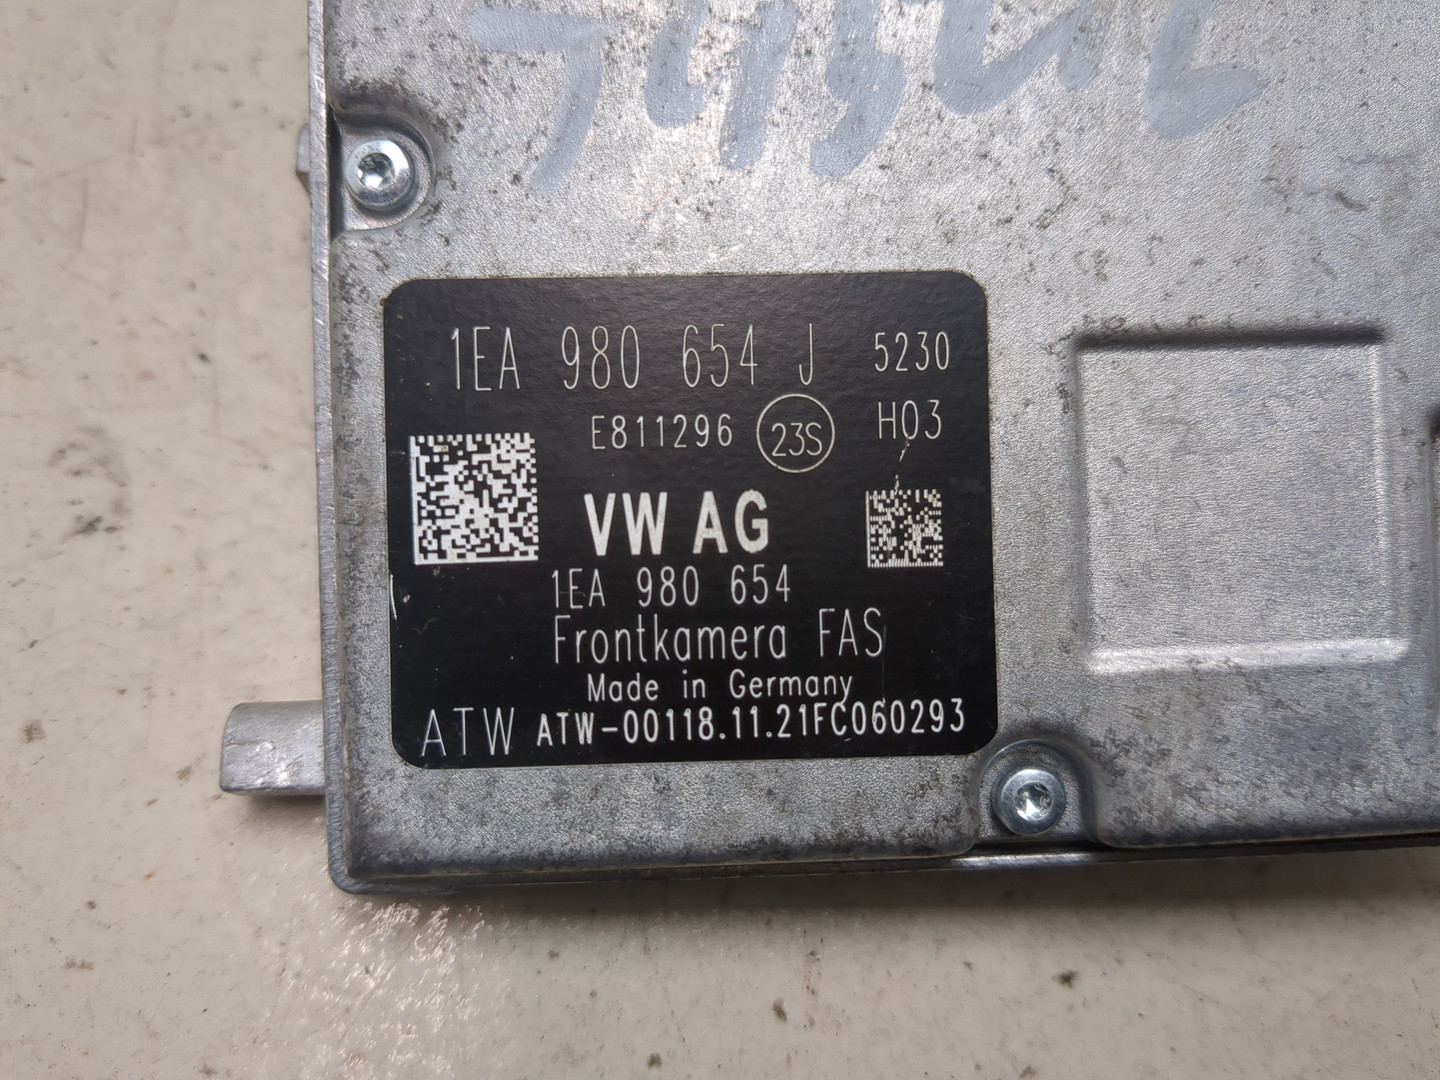 1EA 980 654 J 5230
E811296 23S H03
VW AG
1EA 980 654
Frontkamera FAS
Made in Germany
ATW ATW-00118.11.21FC060293